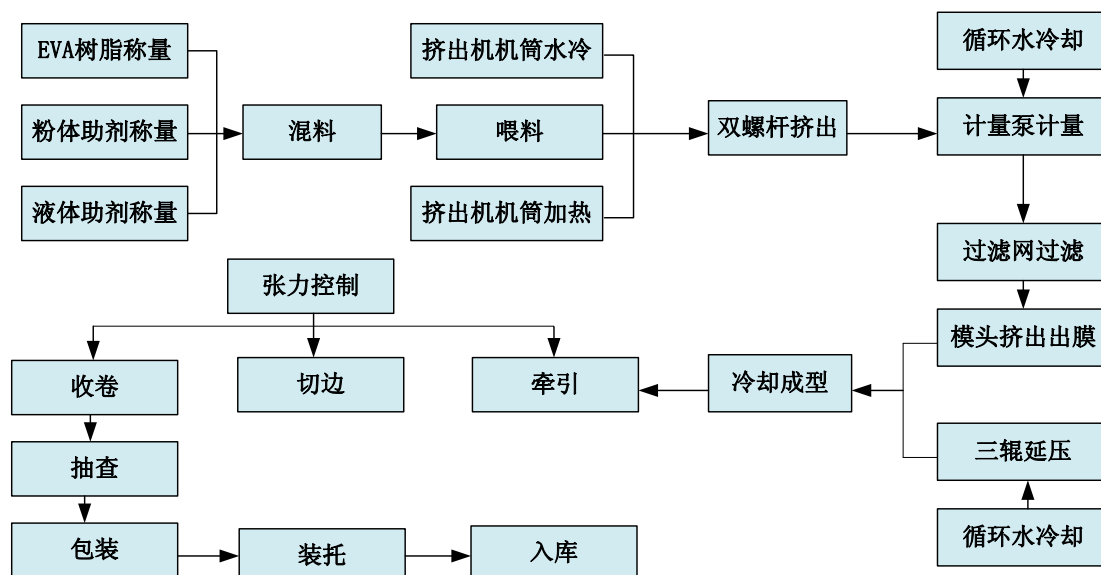 EVA树脂称量
挤出机机筒水冷
循环水冷却
粉体助剂称量
混料
喂料
双螺杆挤出
计量泵计量
液体助剂称量
挤出机机筒加热
过滤网过滤
张力控制
模头挤出出膜
收卷
切边
牵引
冷却成型
抽查
三辊延压
包装
装托
入库
循环水冷却